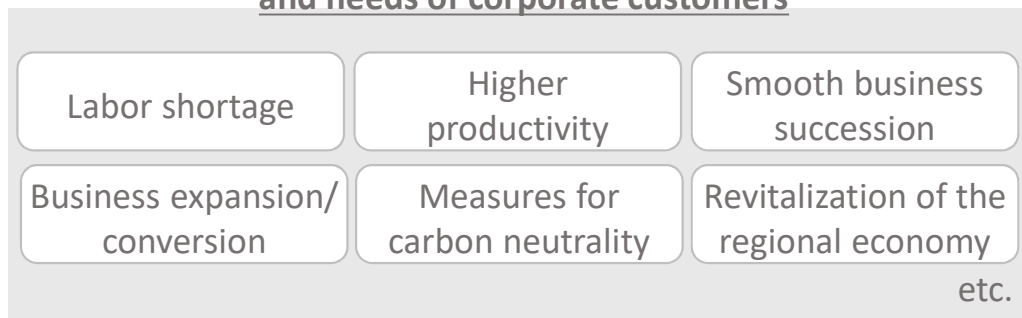 and needs of corporate customers
Labor shortage
Higher
productivity
Smooth business
succession
Business expansion/
conversion
Measures for
carbon neutrality
Revitalization of the
regional economy
etc.